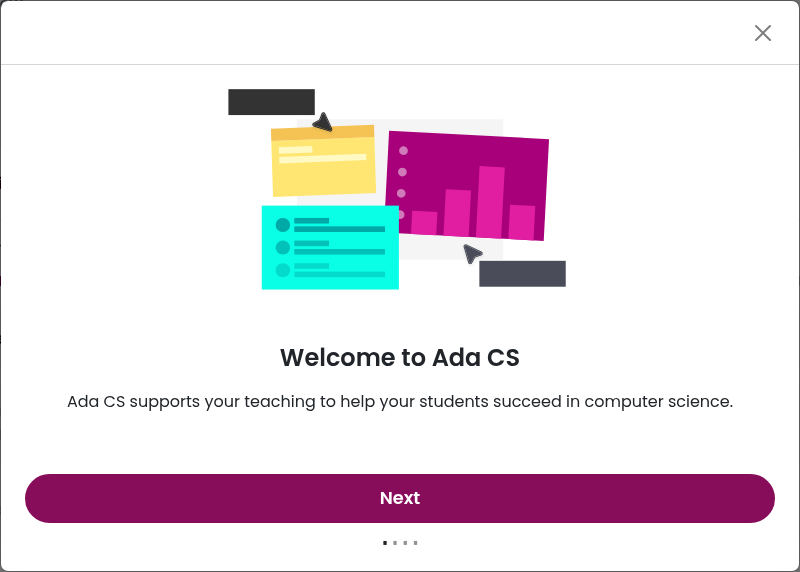 Welcome to Ada CS
Ada CS supports your teaching to help your students succeed in computer science.
Next